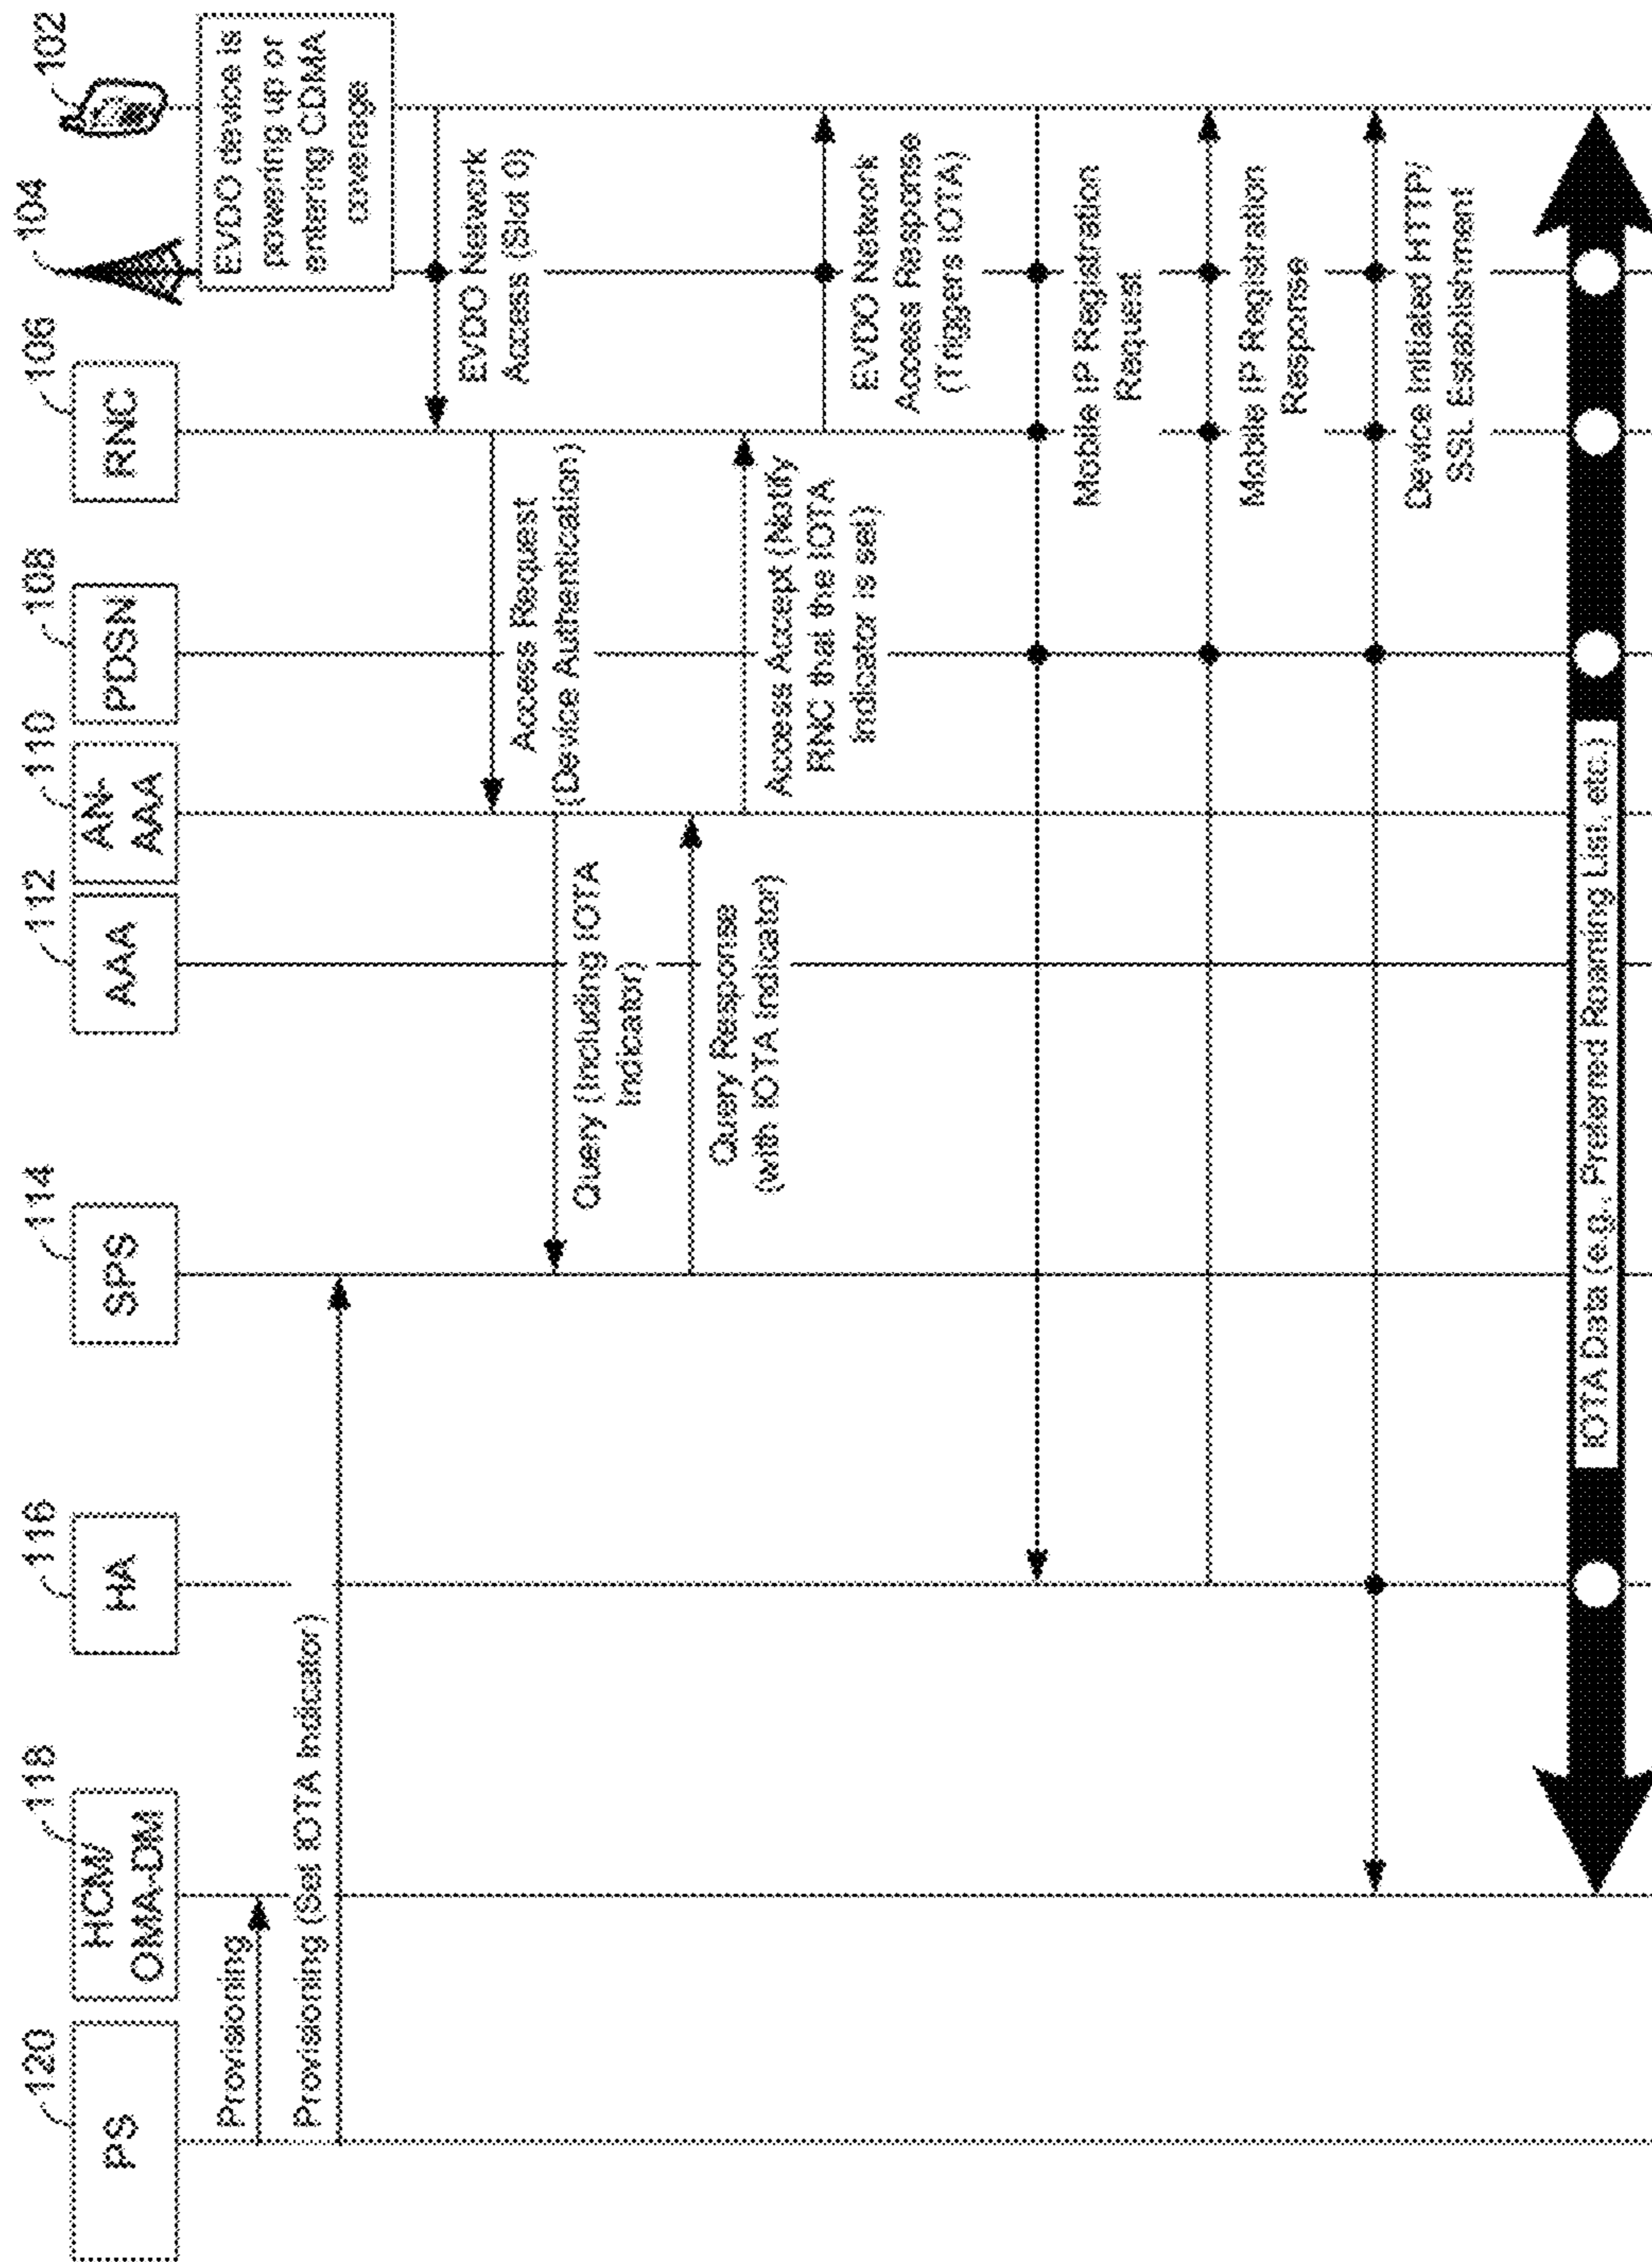 120
PS
118
HCM/
OMA-DM
116
HA
114
SPS
112
AAA
110
AN-
AAA
108
PDSN
106
RNC
104
102
EVDO device is
powering up or
entering CDMA
coverage
Provisioning
Provisioning (Set IOTA Indicator)
EVDO Network
Access (Slot 0)
Access Request
(Device Authentication)
Query (Including IOTA
Indicator)
Query Response
(with IOTA Indicator)
Access Accept (Notify
RNC that the IOTA
Indicator is set)
EVDO Network
Access Response
(Triggers IOTA)
Mobile IP Registration
Request
Mobile IP Registration
Response
Device Initiated HTTP/
SSL Establishment
IOTA Data (e.g., Preferred Roaming List, etc.)